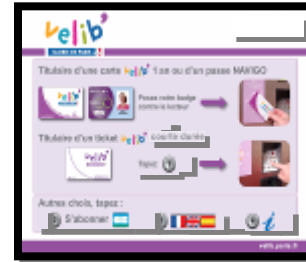 velib'
Titulaire d'une carte velib' 1 an ou d'un passe NAVIGO
Posez votre badge
contre le lecteur
Titulaire d'un ticket velib' courte durée
Tapez
Autres choix, tapez :
S'abonner
velib.paris.fr